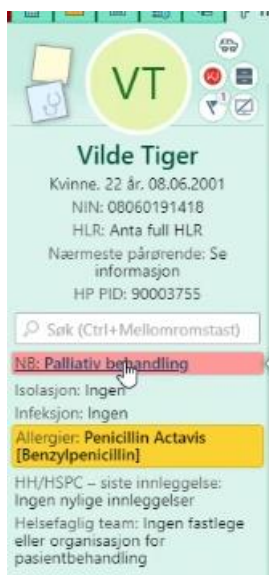 VT
1
Vilde Tiger
Kvinne. 22 år. 08.06.2001
NIN: 08060191418
HLR: Anta full HLR
Nærmeste pårørende: Se
informasjon
HP PID: 90003755
Søk (Ctrl+Mellomromstast)
NB: Palliativ behandling
Isolasjon: Ingen
Infeksjon: Ingen
Allergier: Penicillin Actavis
[Benzylpenicillin]
HH/HSPC – siste innleggelse:
Ingen nylige innleggelser
Helsefaglig team: Ingen fastlege
eller organisasjon for
pasientbehandling